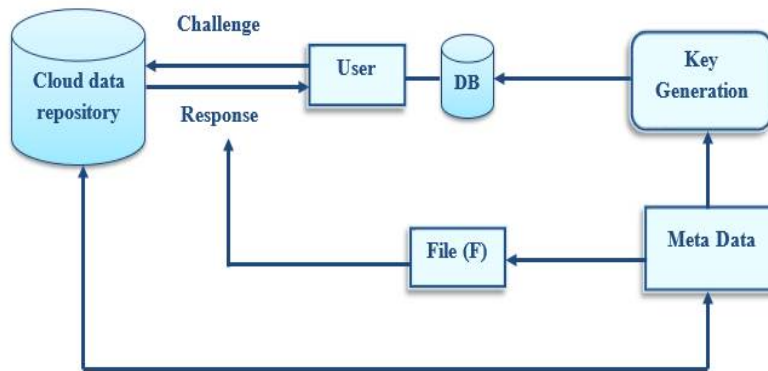 Challenge
Cloud data
repository
User
DB
Key
Generation
Response
File (F)
Meta Data